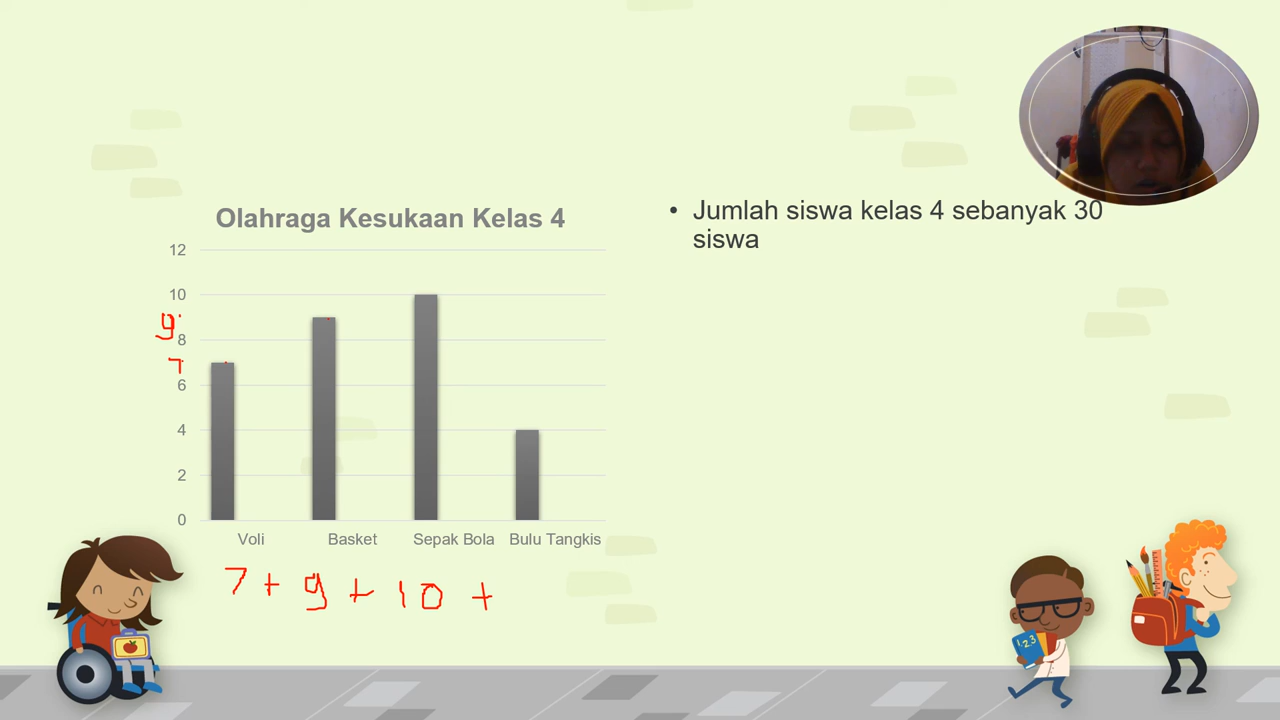 Olahraga Kesukaan Kelas 4
12
10
9
8
7
6
4
2
0
Voli Basket Sepak Bola Bulu Tangkis
7 + 9 + 10 +
• Jumlah siswa kelas 4 sebanyak 30
siswa
123